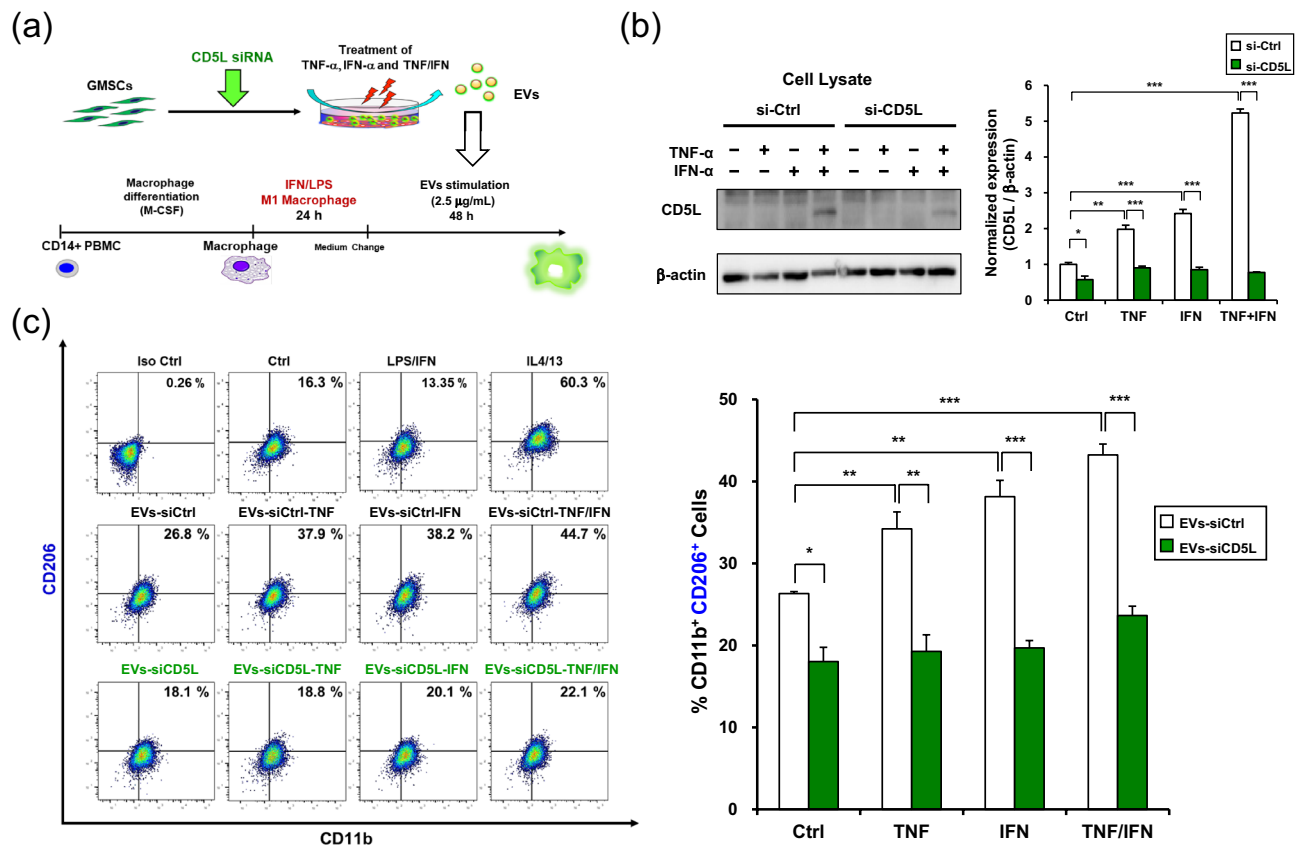 (a)
CD5L siRNA
GMSCs
Treatment of
TNF-α, IFN-α and TNF/IFN
EVs
Macrophage
differentiation
(M-CSF)
IFN/LPS
M1 Macrophage
24 h
EVs stimulation
(2.5 μg/mL)
48 h
CD14+ PBMC
Macrophage
Medium Change
(b)
Cell Lysate
si-Ctrl si-CD5L
TNF-α – + – + – + – +
IFN-α – – + + – – + +
CD5L
β-actin
si-Ctrl
si-CD5L
Normalized expression
(CD5L / β-actin)
6
5
4
3
2
1
0
*
**
***
***
***
***
***
Ctrl TNF IFN TNF+IFN
(c)
CD206
CD11b
Iso Ctrl Ctrl LPS/IFN IL4/13
0.26 % 16.3 % 13.35 % 60.3 %
EVs-siCtrl EVs-siCtrl-TNF EVs-siCtrl-IFN EVs-siCtrl-TNF/IFN
26.8 % 37.9 % 38.2 % 44.7 %
EVs-siCD5L EVs-siCD5L-TNF EVs-siCD5L-IFN EVs-siCD5L-TNF/IFN
18.1 % 18.8 % 20.1 % 22.1 %
% CD11b⁺ CD206⁺ Cells
50
40
30
20
10
0
*
**
**
**
***
***
***
EVs-siCtrl
EVs-siCD5L
Ctrl TNF IFN TNF/IFN